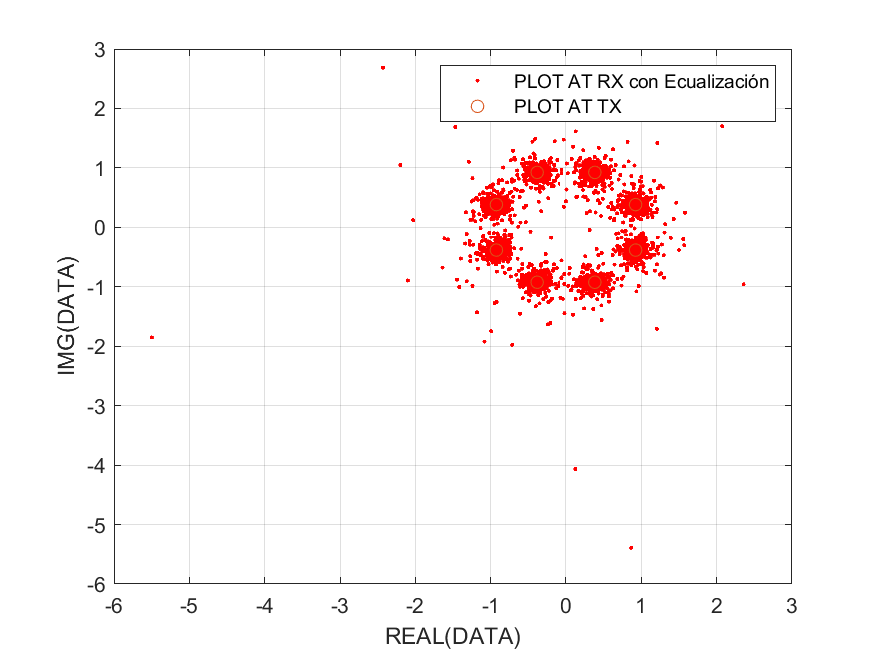 3
2
1
0
-1
-2
-3
-4
-5
-6
IMG(DATA)
PLOT AT RX con Ecualización
PLOT AT TX
-6 -5 -4 -3 -2 -1 0 1 2 3
REAL(DATA)